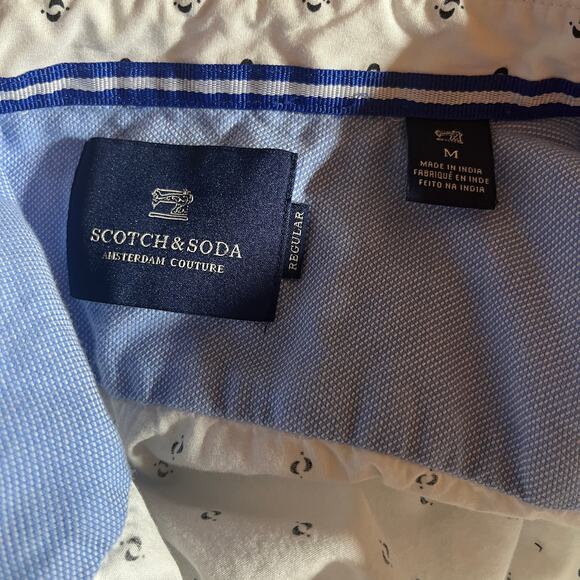 SCOTCH & SODA
AMSTERDAM COUTURE
REGULAR
M
MADE IN INDIA
FABRIQUÉ EN INDE
FEITO NA INDIA